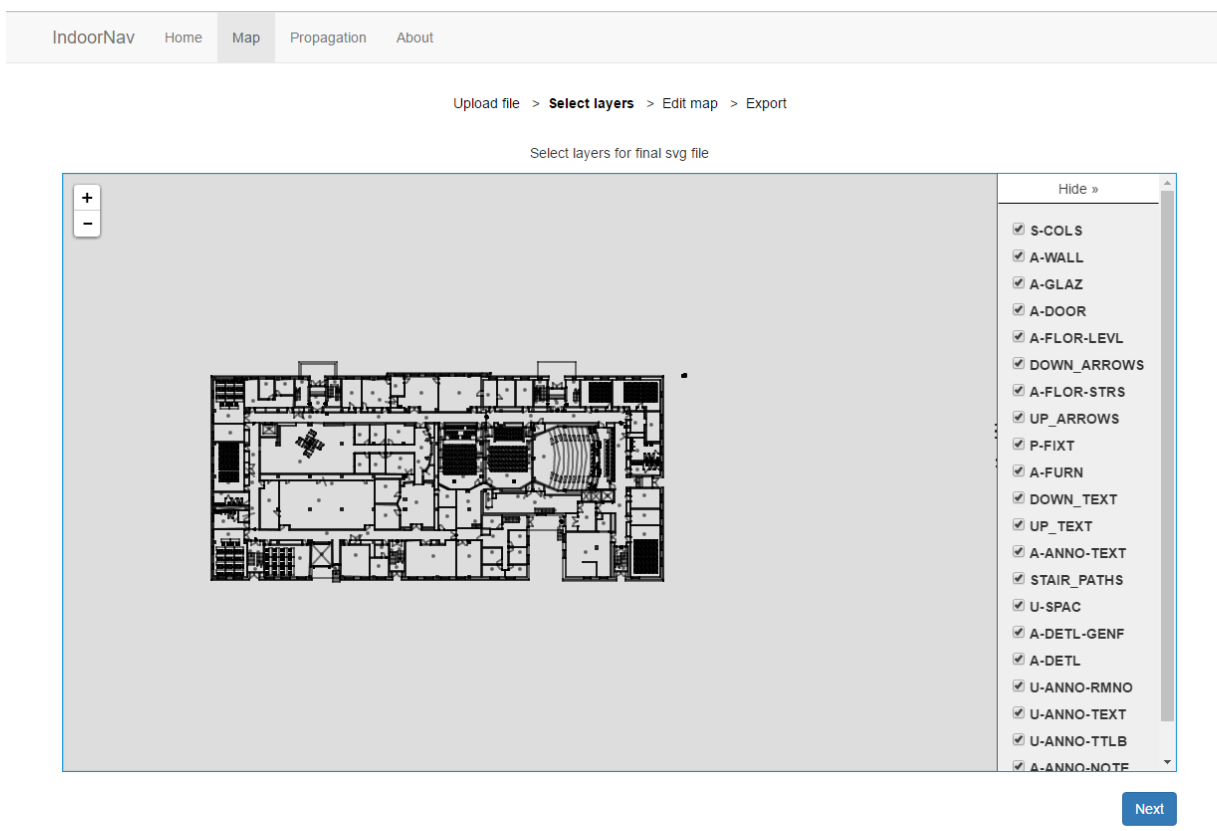 IndoorNav Home Map Propagation About
Upload file > Select layers > Edit map > Export
Select layers for final svg file
+
−
Hide »
S-COLS
A-WALL
A-GLAZ
A-DOOR
A-FLOR-LEVL
DOWN_ARROWS
A-FLOR-STRS
UP_ARROWS
P-FIXT
A-FURN
DOWN_TEXT
UP_TEXT
A-ANNO-TEXT
STAIR_PATHS
U-SPAC
A-DETL-GENF
A-DETL
U-ANNO-RMNO
U-ANNO-TEXT
U-ANNO-TTLB
A-ANNO-NOTE
Next